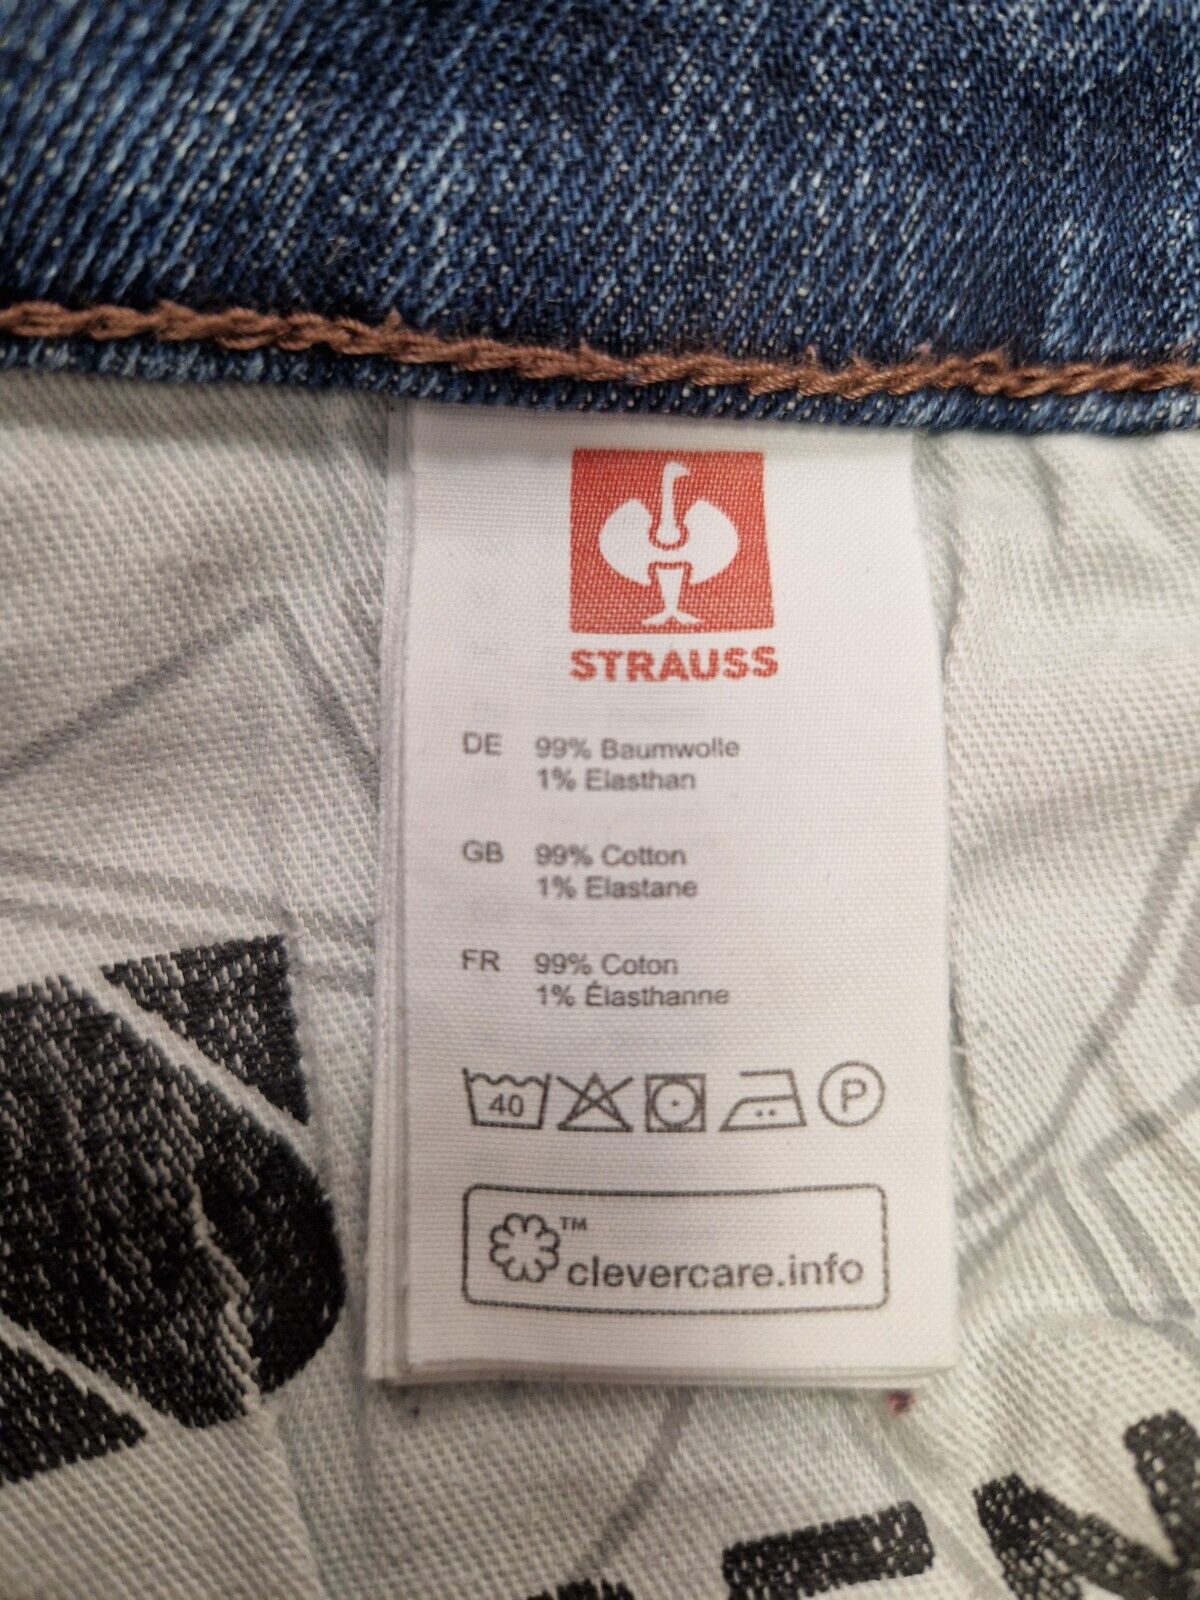 STRAUSS
DE 99% Baumwolle
1% Elasthan
GB 99% Cotton
1% Elastane
FR 99% Coton
1% Élasthanne
40 P
™
clevercare.info